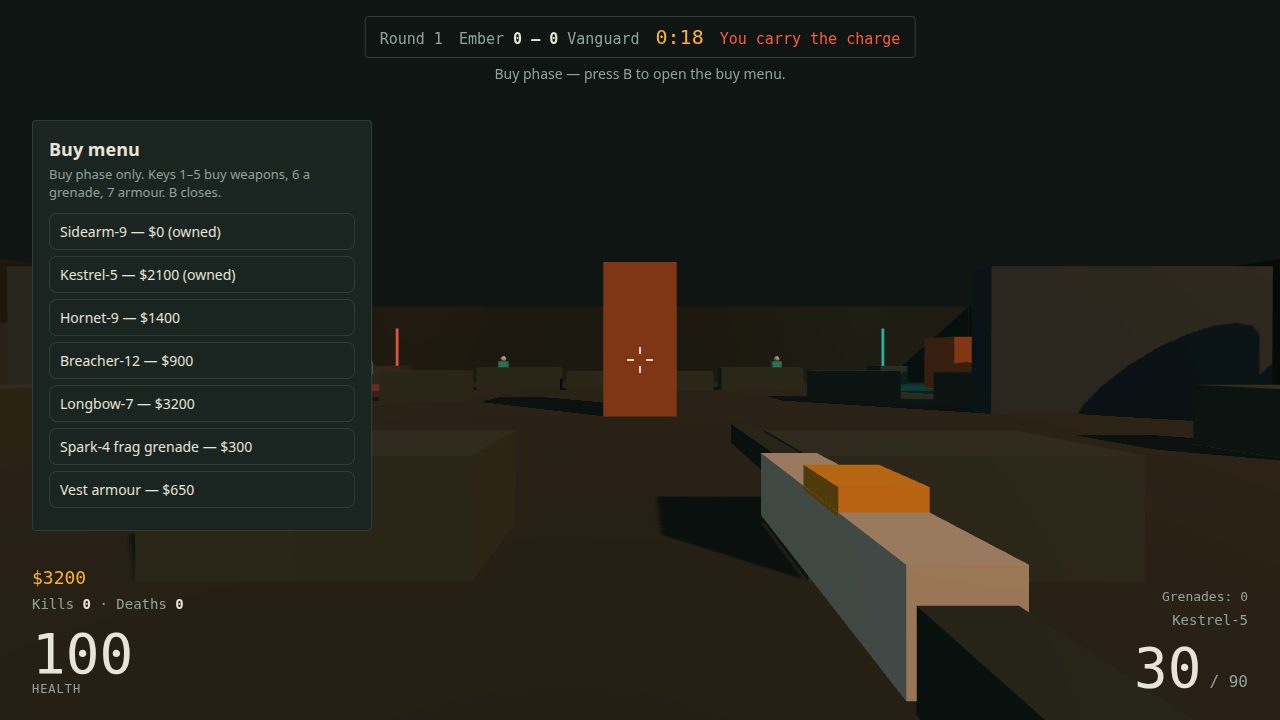 Round 1 Ember 0 — 0 Vanguard 0:18 You carry the charge
Buy phase — press B to open the buy menu.
Buy menu
Buy phase only. Keys 1–5 buy weapons, 6 a
grenade, 7 armour. B closes.
Sidearm-9 — $0 (owned)
Kestrel-5 — $2100 (owned)
Hornet-9 — $1400
Breacher-12 — $900
Longbow-7 — $3200
Spark-4 frag grenade — $300
Vest armour — $650
$3200
Kills 0 · Deaths 0
100
HEALTH
Grenades: 0
Kestrel-5
30 / 90